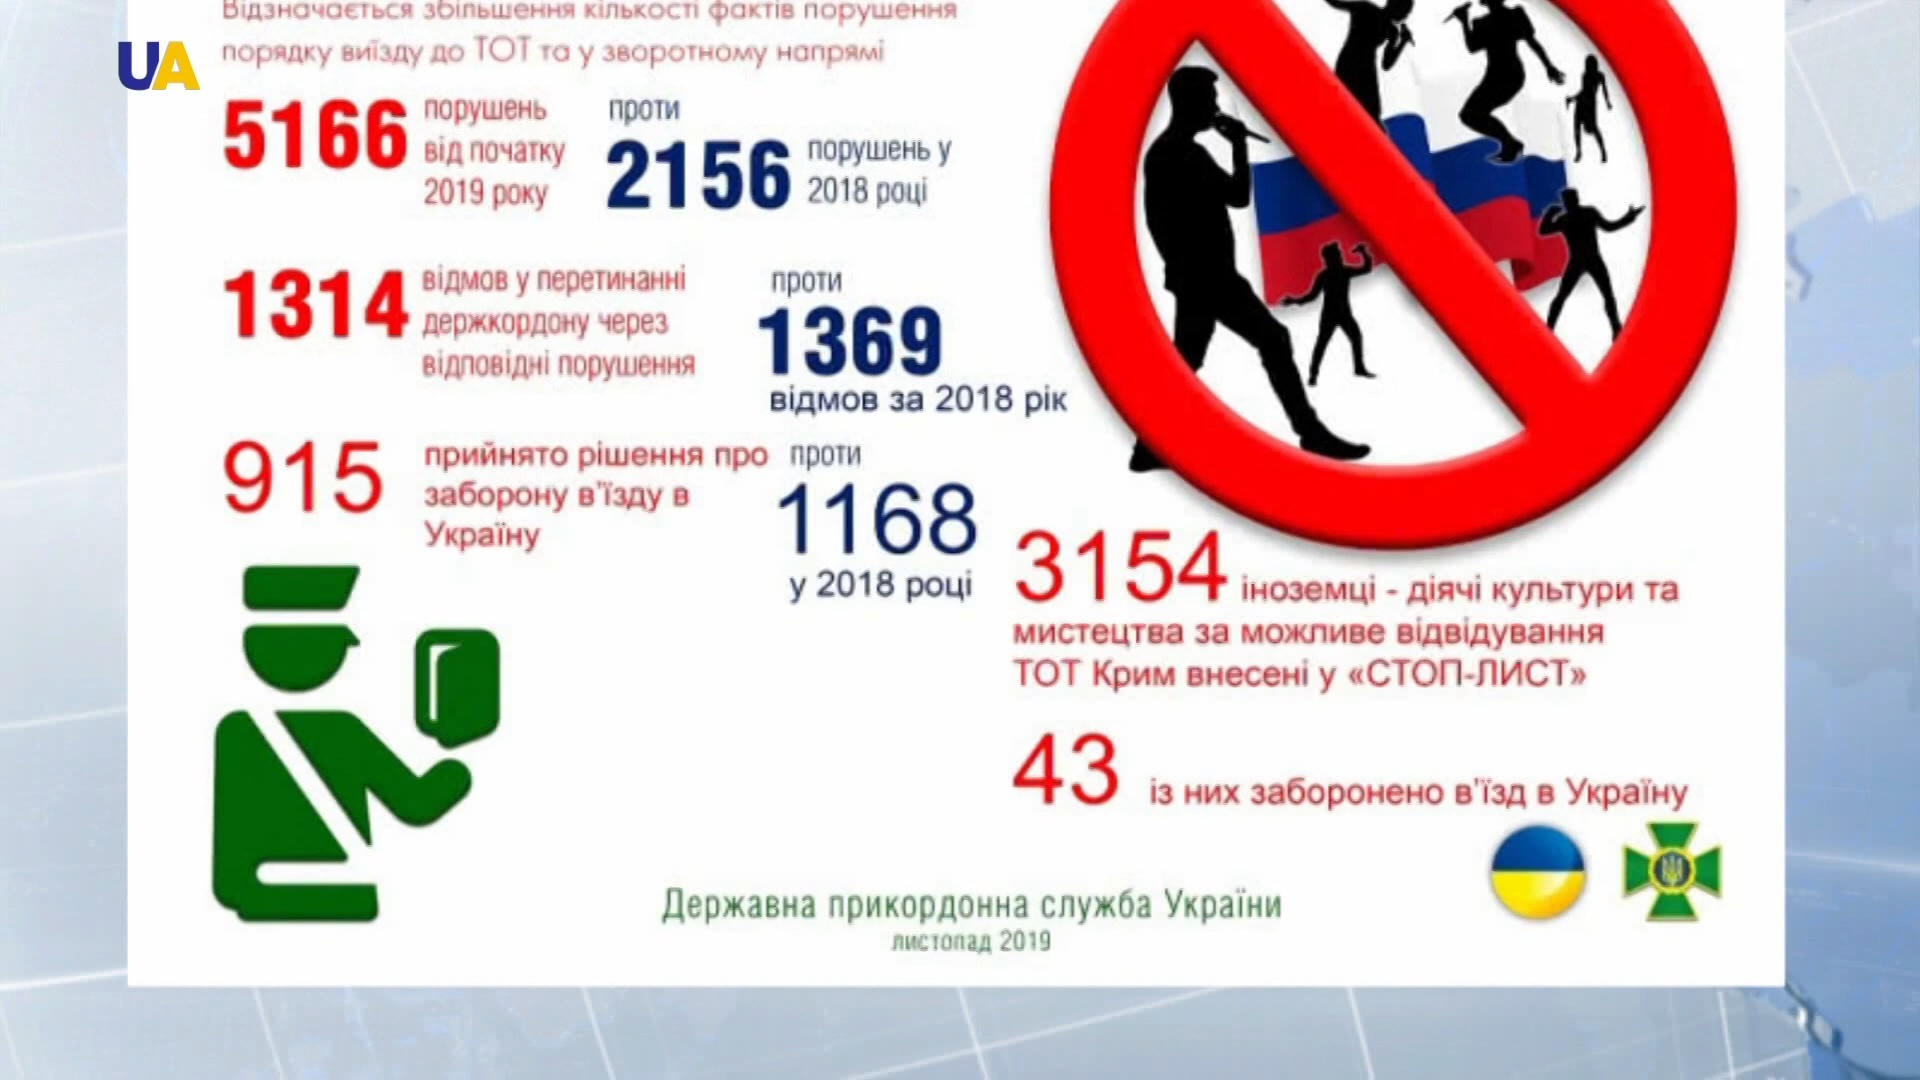 Відзначається збільшення кількості фактів порушення
порядку виїзду до ТОТ та у зворотному напрямі
UA
5166
порушень
від початку
2019 року
проти
2156
порушень у
2018 році
1314
відмов у перетинанні
держкордону через
відповідні порушення
проти
1369
відмов за 2018 рік
915
прийнято рішення про
заборону в'їзду в
Україну
проти
1168
у 2018 році
3154 іноземці - діячі культури та
мистецтва за можливе відвідування
ТОТ Крим внесені у «СТОП-ЛИСТ»
43 із них заборонено в'їзд в Україну
Державна прикордонна служба України
листопад 2019